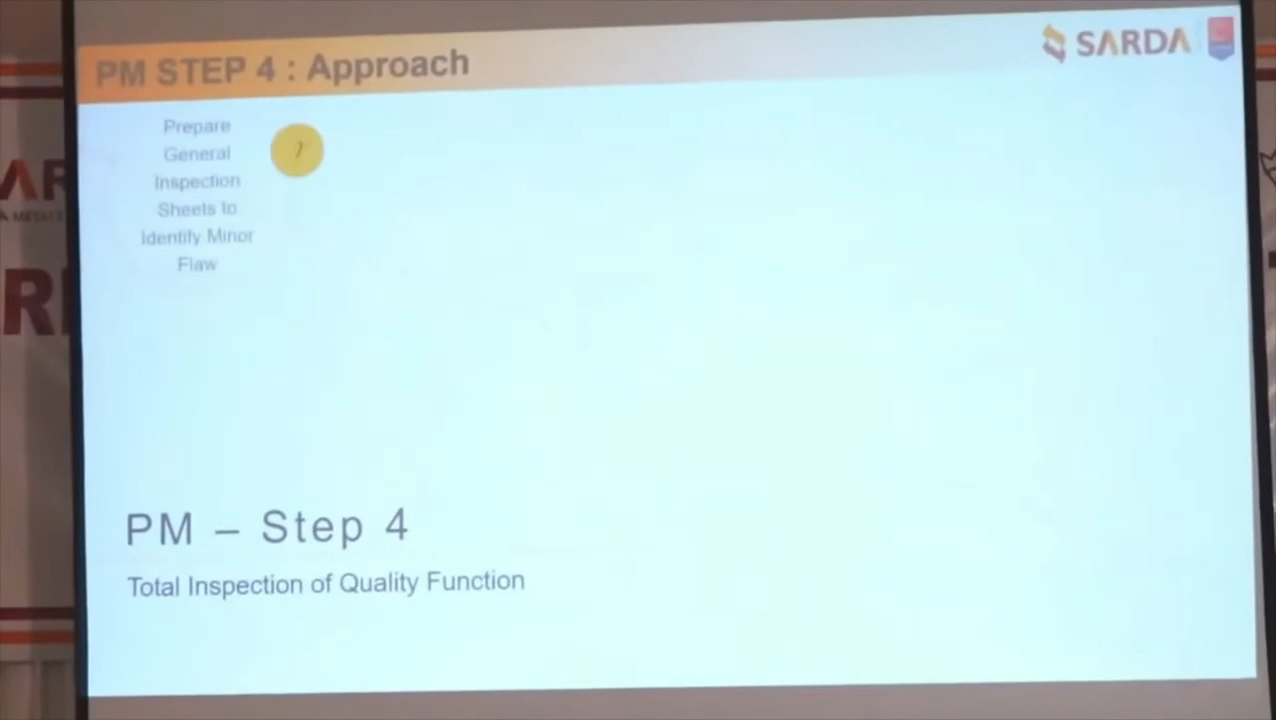 PM STEP 4 : Approach
SARDA
Prepare
General
Inspection
Sheets to
Identify Minor
Flaw
PM – Step 4
Total Inspection of Quality Function